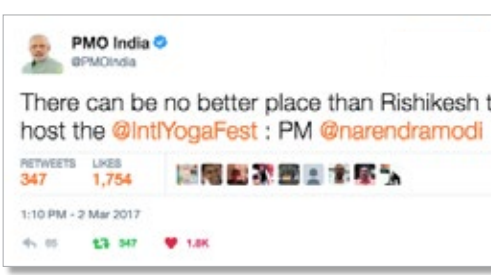 PMO India
@PMOIndia
There can be no better place than Rishikesh t
host the @IntlYogaFest : PM @narendramodi
RETWEETS LIKES
347 1,754
1:10 PM - 2 Mar 2017
85 347 1.8K